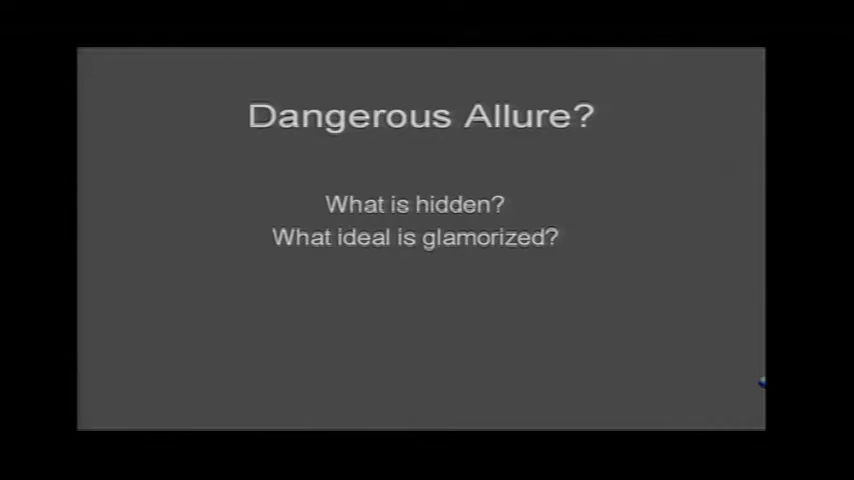 Dangerous Allure?
What is hidden?
What ideal is glamorized?